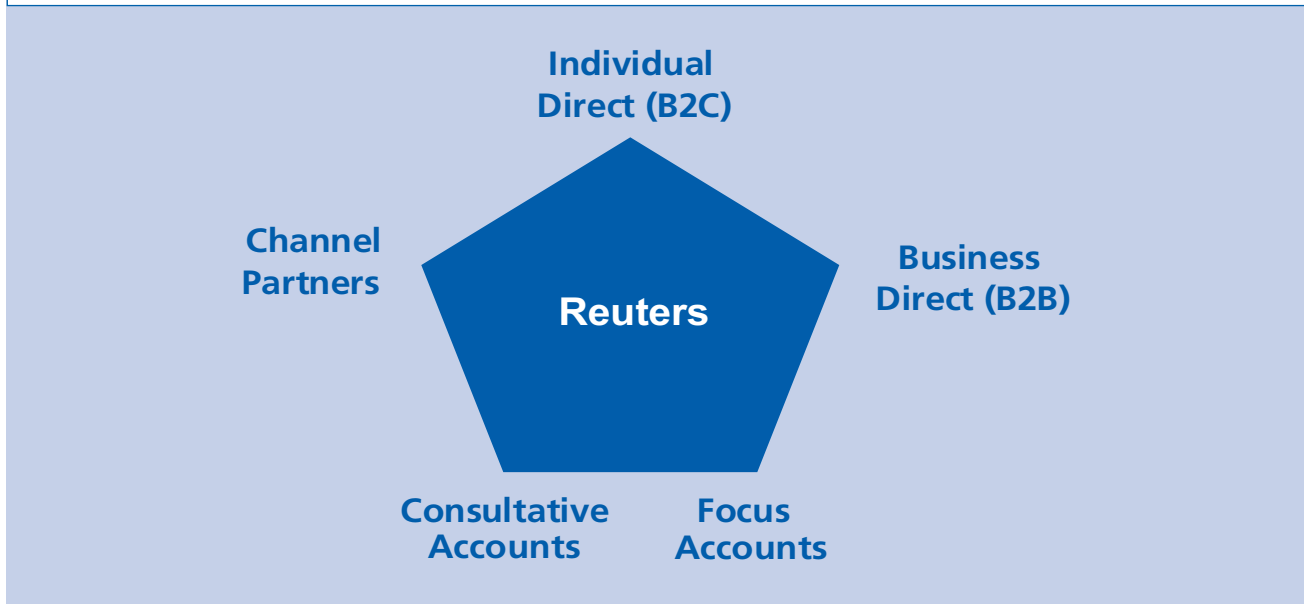 Individual
Direct (B2C)
Channel
Partners
Business
Direct (B2B)
Reuters
Consultative
Accounts
Focus
Accounts